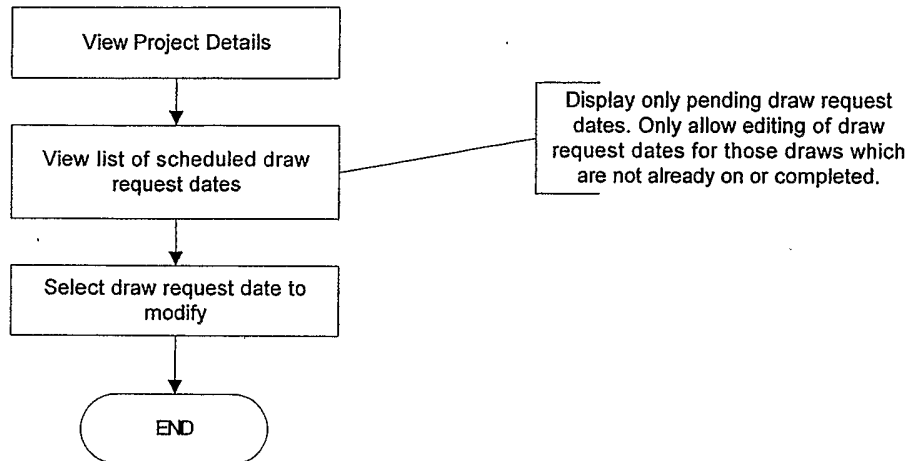 View Project Details
View list of scheduled draw
request dates
Display only pending draw request
dates. Only allow editing of draw
request dates for those draws which
are not already on or completed.
Select draw request date to
modify
END